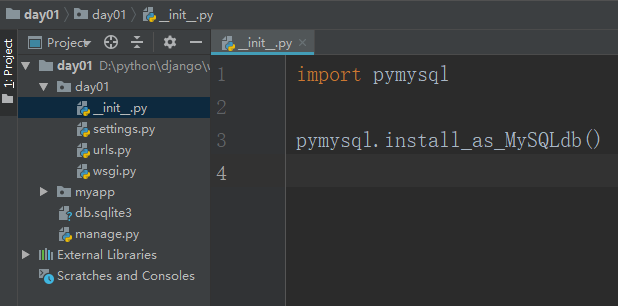 day01 day01 __init__.py
Project
__init__.py
1: Project
day01 D:\python\django\
day01
__init__.py
settings.py
urls.py
wsgi.py
myapp
db.sqlite3
manage.py
External Libraries
Scratches and Consoles
1 import pymysql
2
3 pymysql.install_as_MySQLdb()
4